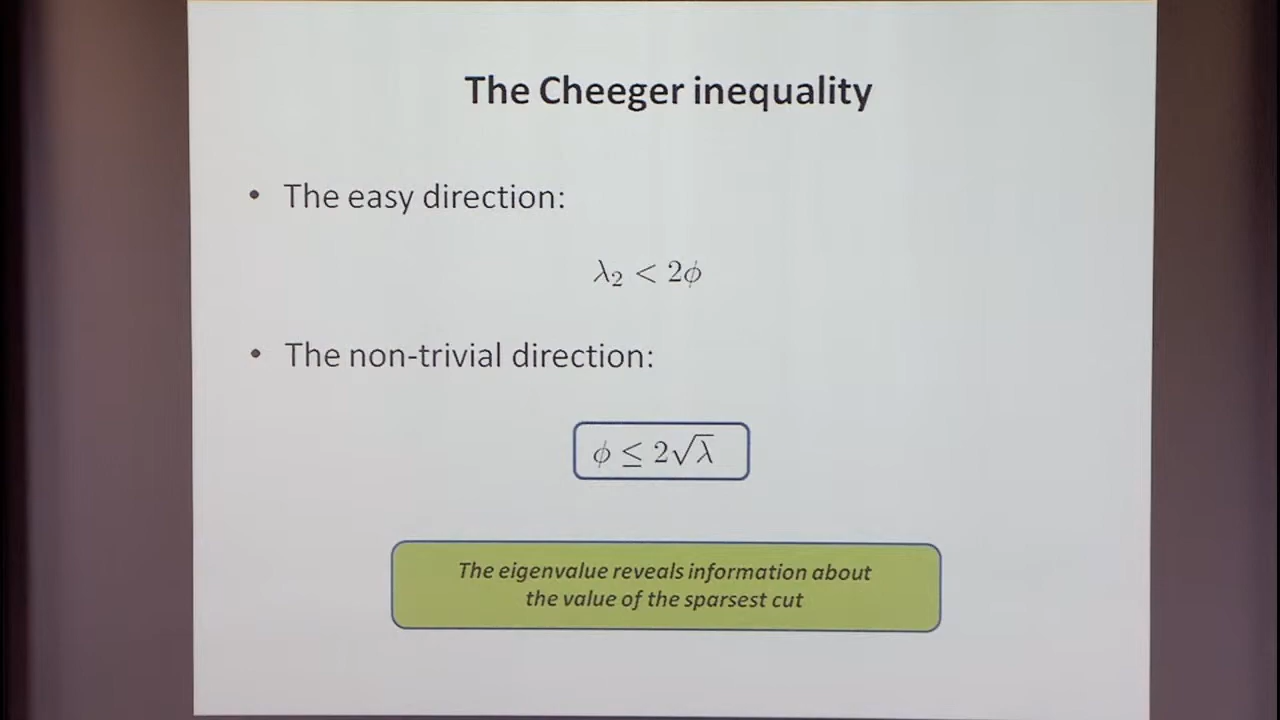 The Cheeger inequality
• The easy direction:
λ₂ < 2ϕ
• The non-trivial direction:
ϕ ≤ 2√λ
The eigenvalue reveals information about
the value of the sparsest cut